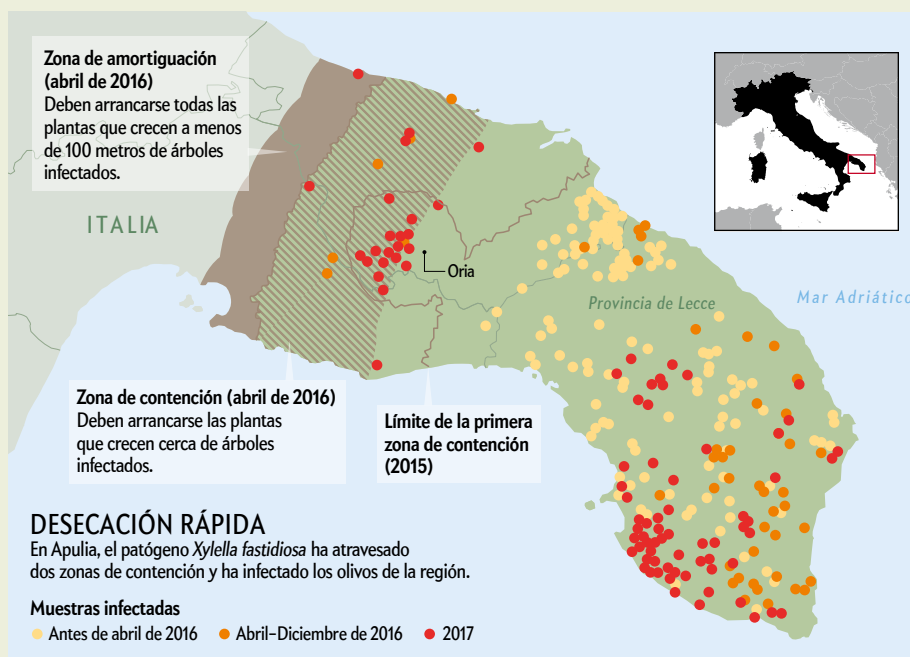 Zona de amortiguación
(abril de 2016)
Deben arrancarse todas las
plantas que crecen a menos
de 100 metros de árboles
infectados.
ITALIA
Oria
Provincia de Lecce
Mar Adriático
Zona de contención (abril de 2016)
Deben arrancarse las plantas
que crecen cerca de árboles
infectados.
Límite de la primera
zona de contención
(2015)
DESECACIÓN RÁPIDA
En Apulia, el patógeno Xylella fastidiosa ha atravesado
dos zonas de contención y ha infectado los olivos de la región.
Muestras infectadas
Antes de abril de 2016 Abril–Diciembre de 2016 2017